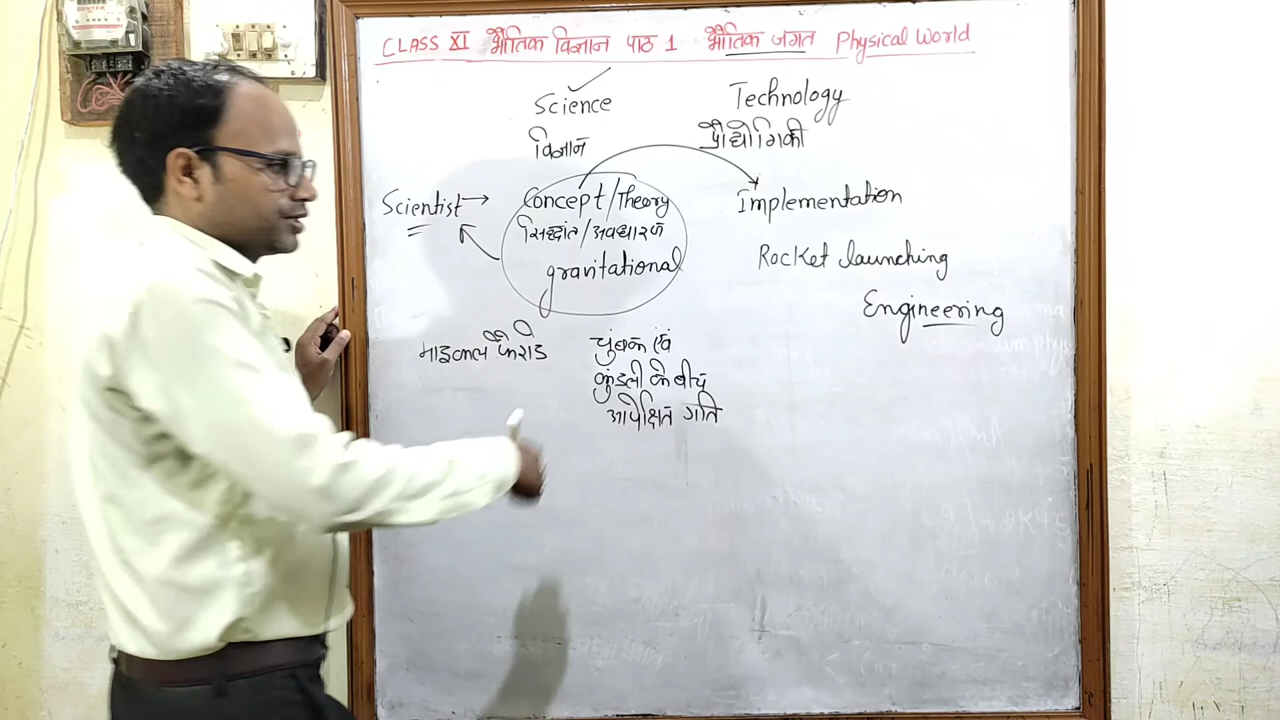 CLASS XI भौतिक विज्ञान पाठ 1 भौतिक जगत Physical World
Science Technology
विज्ञान प्रौद्योगिकी
Scientist → Concept/Theory Implementation
सिद्धांत/अवधारणा
gravitational
Rocket launching
Engineering
माइकल फैराडे
चुंबक एवं
कुंडली के बीच
आपेक्षित गति